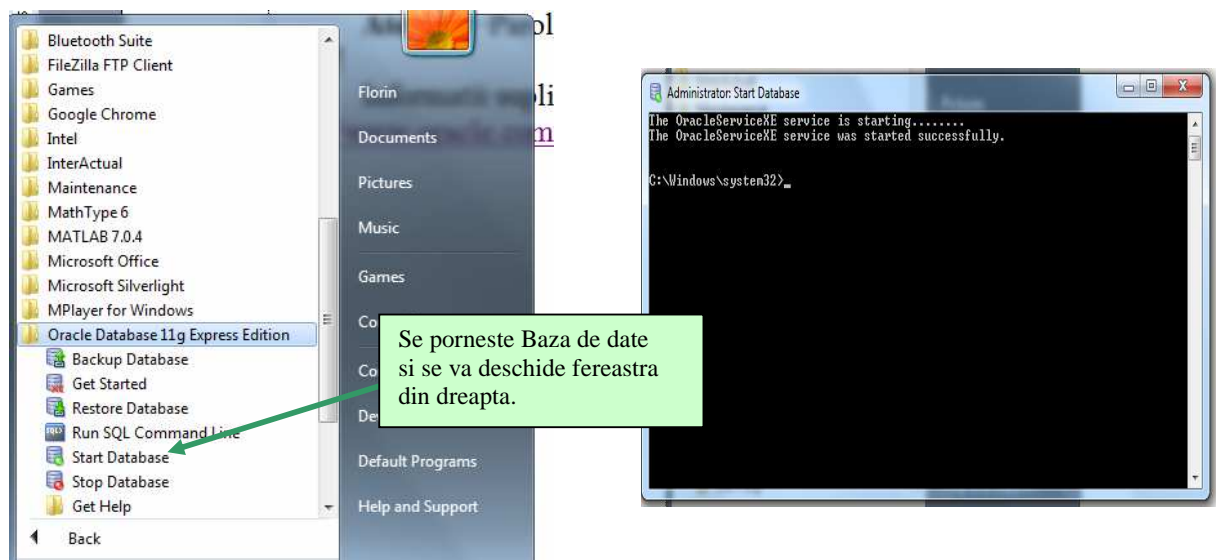 Bluetooth Suite
FileZilla FTP Client
Games
Google Chrome
Intel
InterActual
Maintenance
MathType 6
MATLAB 7.0.4
Microsoft Office
Microsoft Silverlight
MPlayer for Windows
Oracle Database 11g Express Edition
Backup Database
Get Started
Restore Database
Run SQL Command Line
Start Database
Stop Database
Get Help
Back
Florin
Documents
Pictures
Music
Games
Co
Co
De
Default Programs
Help and Support
Se porneste Baza de date
si se va deschide fereastra
din dreapta.
Administrator: Start Database
The OracleServiceXE service is starting........
The OracleServiceXE service was started successfully.
C:\Windows\system32>_